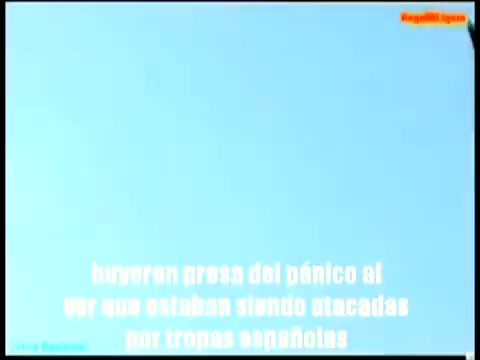 huyeron presa del pánico al
ver que estaban siendo atacadas
por tropas españolas